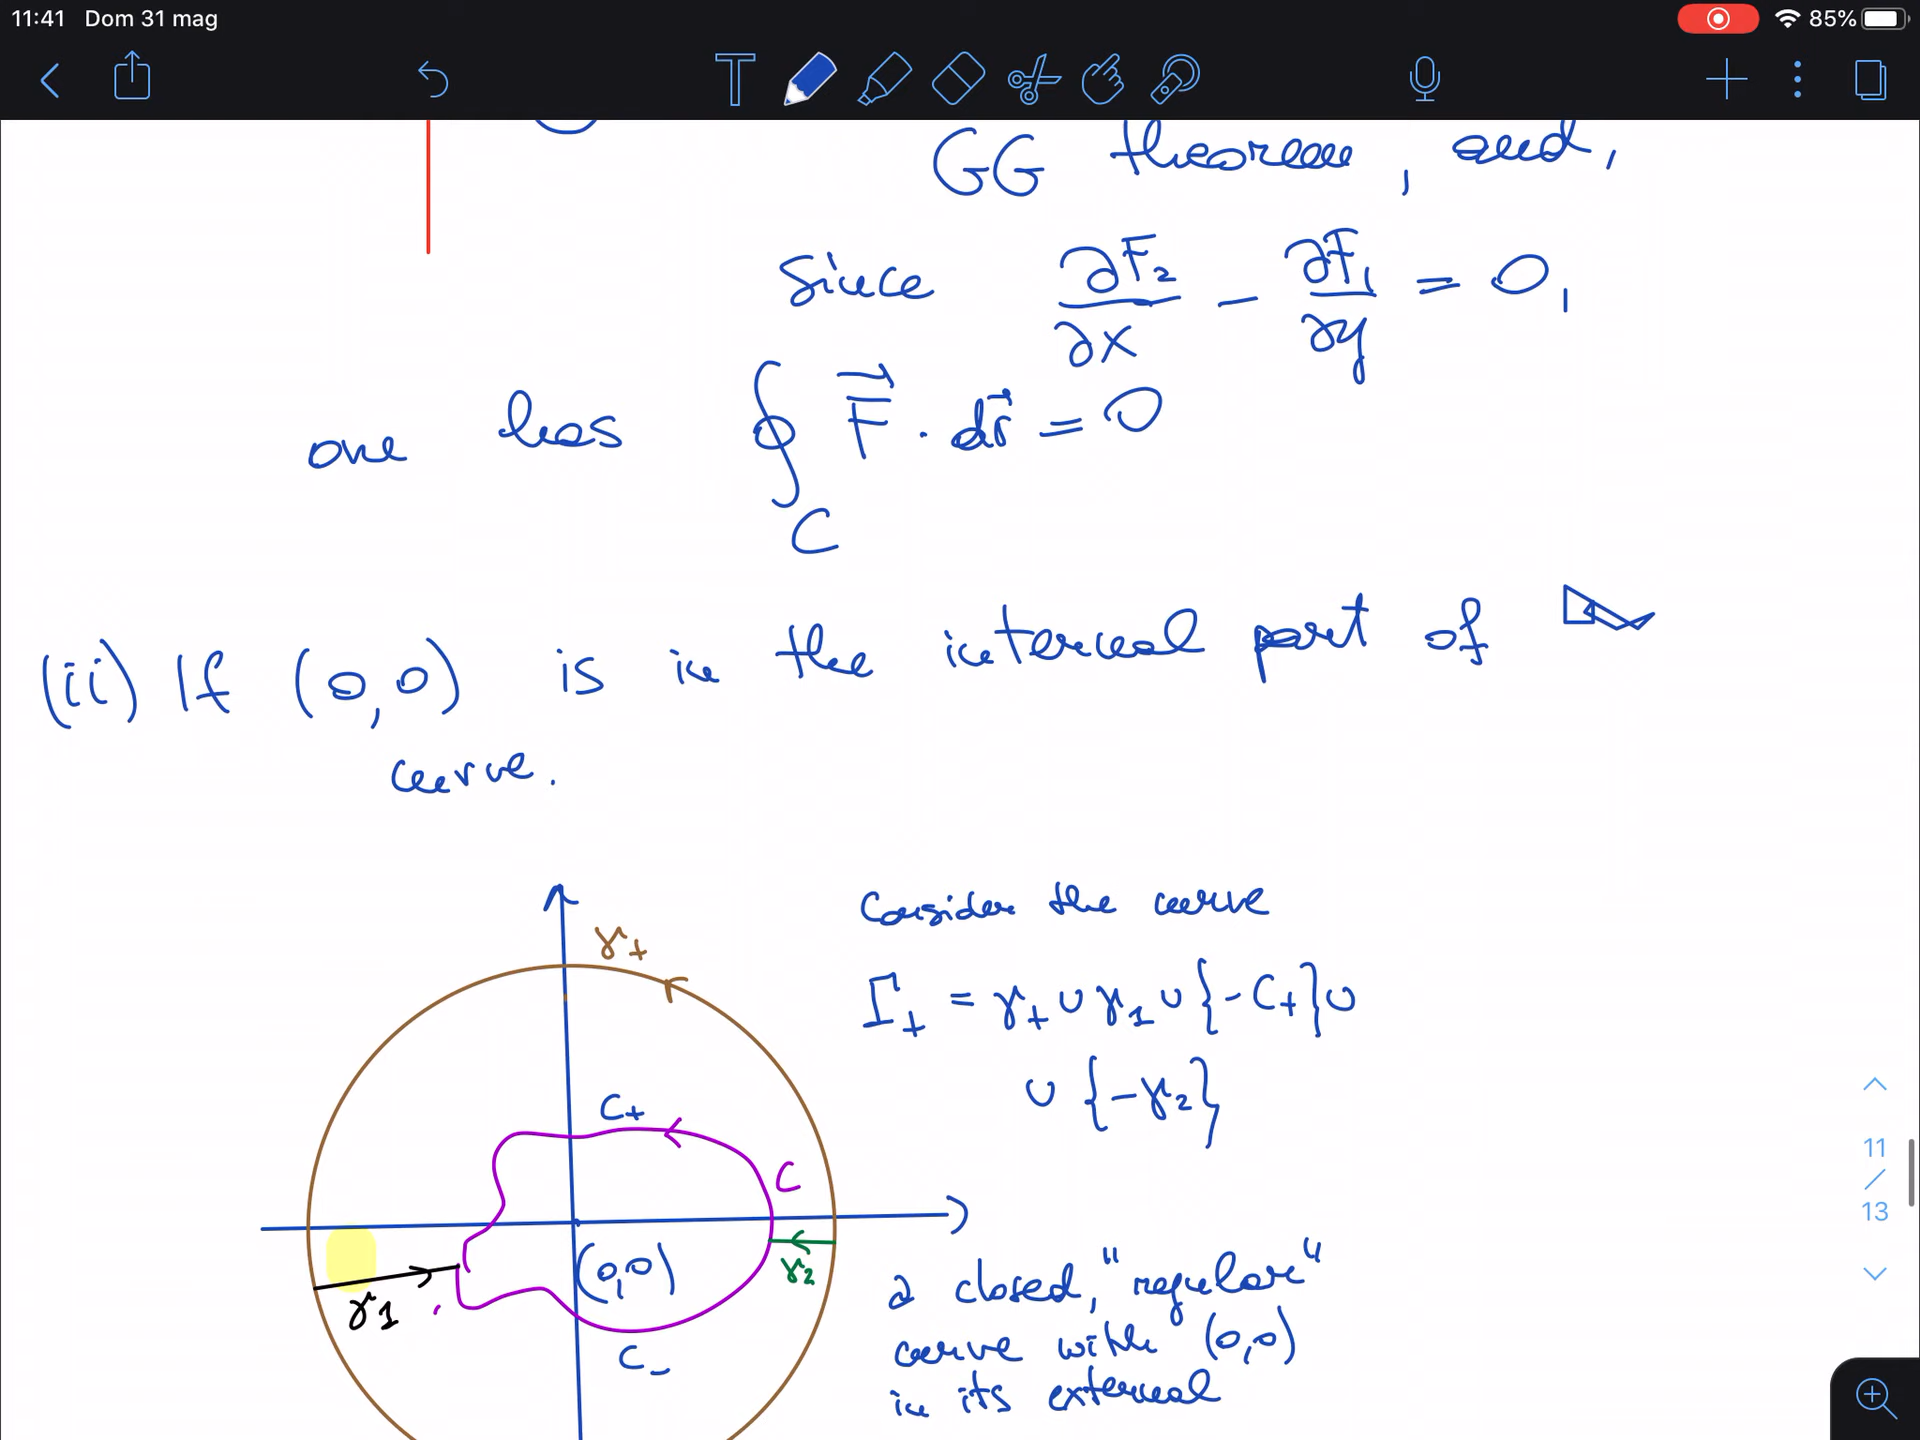 11:41 Dom 31 mag 85%
GG theorem, and,
since ∂F₂/∂x - ∂F₁/∂y = 0,
one has ∮_C F⃗ · dr⃗ = 0
(ii) If (0,0) is in the internal part of
curve.
Consider the curve
γ₊
Γ₊ = γ₊ ∪ γ₁ ∪ {-C₊} ∪
∪ {-γ₂}
C₊
C
(0,0)
γ₂
γ₁
C₋
a closed, "regular"
curve with (0,0)
in its external
11
/
13